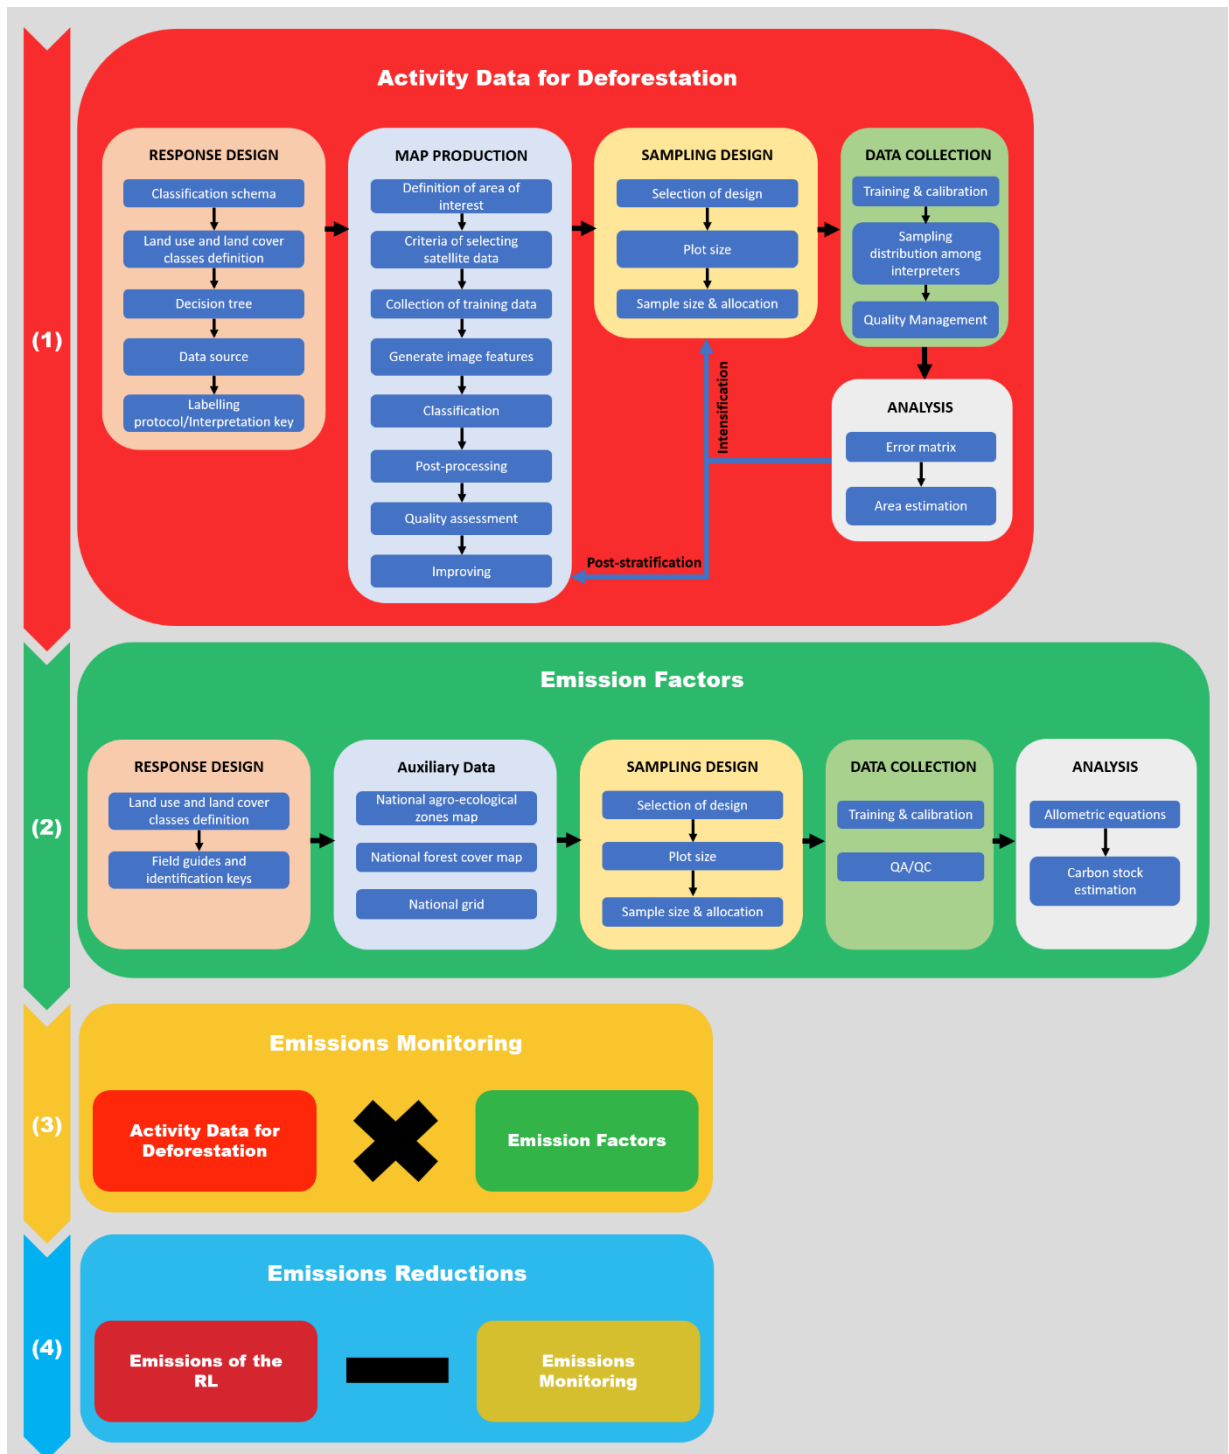 (1)
Activity Data for Deforestation
RESPONSE DESIGN
Classification schema
Land use and land cover
classes definition
Decision tree
Data source
Labelling
protocol/Interpretation key
MAP PRODUCTION
Definition of area of
interest
Criteria of selecting
satellite data
Collection of training data
Generate image features
Classification
Post-processing
Quality assessment
Improving
SAMPLING DESIGN
Selection of design
Plot size
Sample size & allocation
DATA COLLECTION
Training & calibration
Sampling
distribution among
interpreters
Quality Management
ANALYSIS
Error matrix
Area estimation
Intensification
Post-stratification
(2)
Emission Factors
RESPONSE DESIGN
Land use and land cover
classes definition
Field guides and
identification keys
Auxiliary Data
National agro-ecological
zones map
National forest cover map
National grid
SAMPLING DESIGN
Selection of design
Plot size
Sample size & allocation
DATA COLLECTION
Training & calibration
QA/QC
ANALYSIS
Allometric equations
Carbon stock
estimation
(3)
Emissions Monitoring
Activity Data for
Deforestation
Emission Factors
(4)
Emissions Reductions
Emissions of the
RL
Emissions
Monitoring